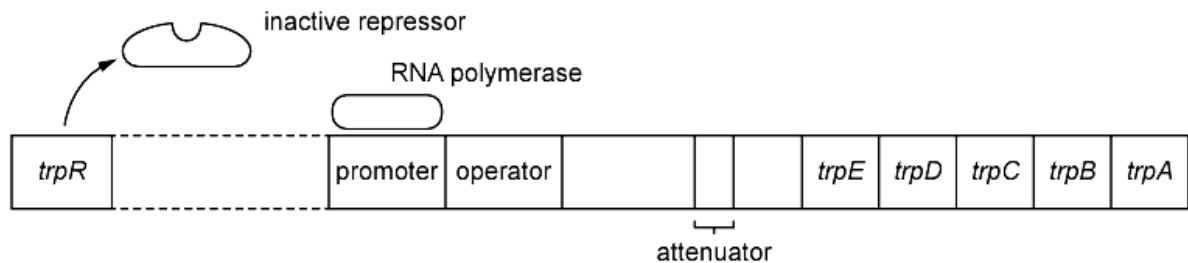 inactive repressor
RNA polymerase
trpR promoter operator trpE trpD trpC trpB trpA
attenuator